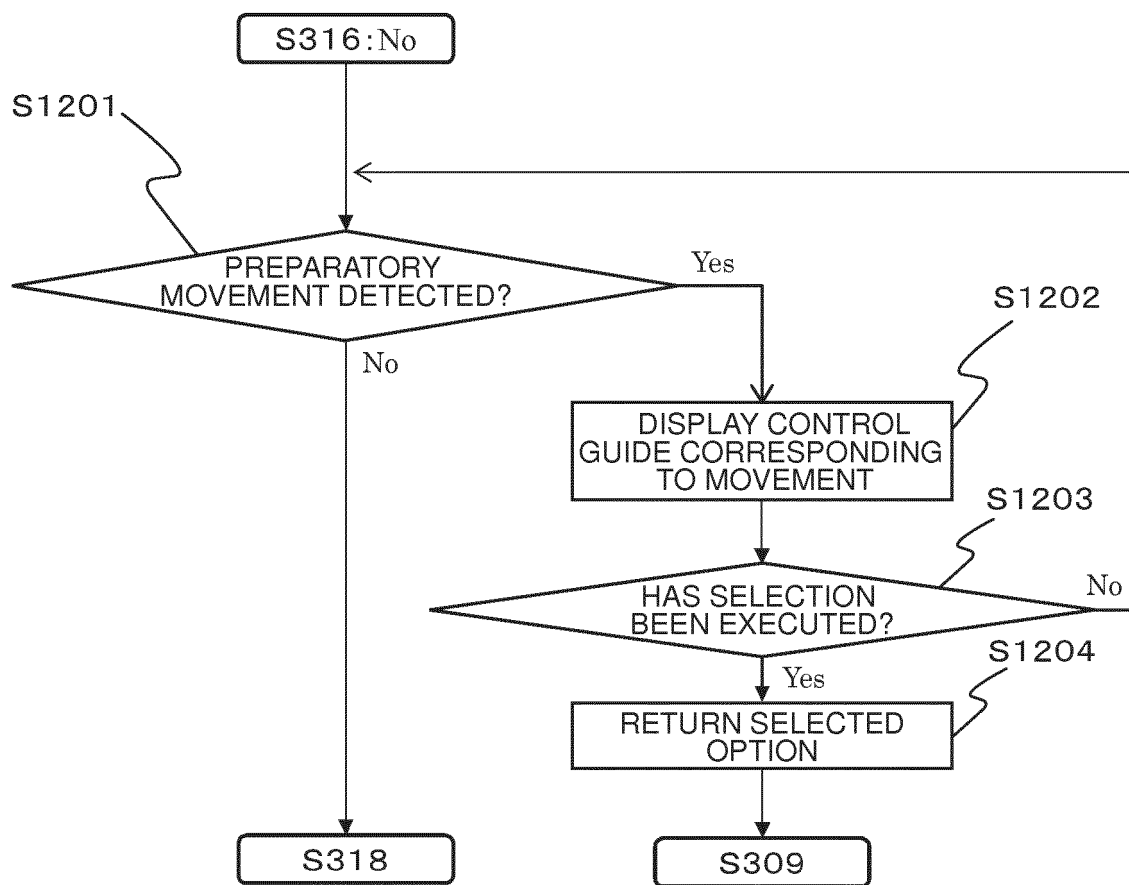 S316:No
S1201
PREPARATORY
MOVEMENT DETECTED?
Yes
No
S1202
DISPLAY CONTROL
GUIDE CORRESPONDING
TO MOVEMENT
S1203
HAS SELECTION
BEEN EXECUTED?
No
Yes
S1204
RETURN SELECTED
OPTION
S318
S309